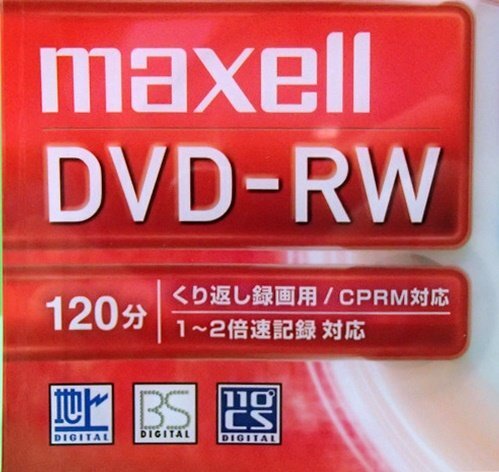 maxell
DVD-RW
120分
くり返し録画用/CPRM対応
1～2倍速記録 対応
地上 DIGITAL
BS DIGITAL
110°CS DIGITAL